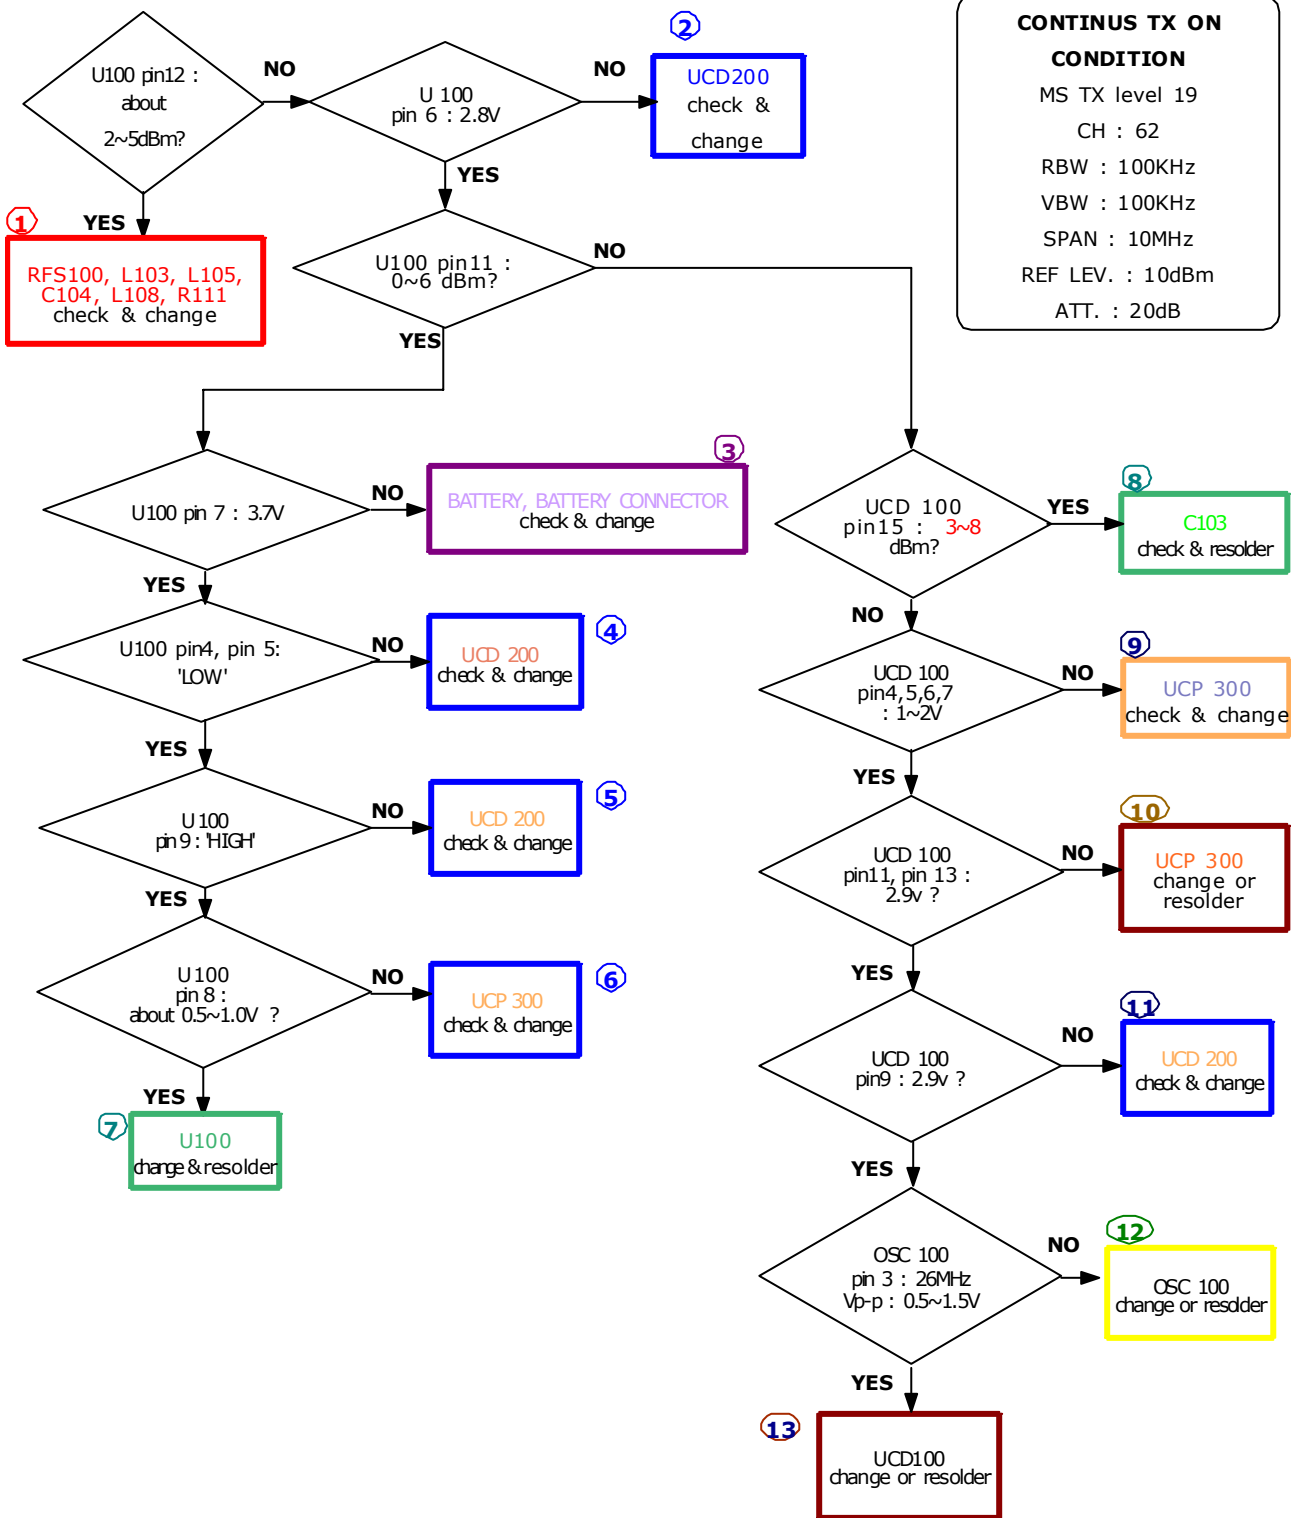 U100 pin12 :
about
2~5dBm?
NO
U 100
pin 6 : 2.8V
NO
2
UCD200
check &
change
CONTINUS TX ON
CONDITION
MS TX level 19
CH : 62
RBW : 100KHz
VBW : 100KHz
SPAN : 10MHz
REF LEV. : 10dBm
ATT. : 20dB
YES
YES
1
RFS100, L103, L105,
C104, L108, R111
check & change
U100 pin11 :
0~6 dBm?
NO
YES
U100 pin 7 : 3.7V
NO
3
BATTERY, BATTERY CONNECTOR
check & change
YES
U100 pin4, pin 5:
'LOW'
NO
4
UCD 200
check & change
YES
U100
pin 9 : 'HIGH'
NO
5
UCD 200
check & change
YES
U100
pin 8 :
about 0.5~1.0V ?
NO
6
UCP 300
check & change
YES
7
U100
change & resolder
UCD 100
pin15 : 3~8
dBm?
YES
8
C103
check & resolder
NO
UCD 100
pin4,5,6,7
: 1~2V
NO
9
UCP 300
check & change
YES
UCD 100
pin11, pin 13 :
2.9v ?
NO
10
UCP 300
change or
resolder
YES
UCD 100
pin9 : 2.9v ?
NO
11
UCD 200
check & change
YES
OSC 100
pin 3 : 26MHz
Vp-p : 0.5~1.5V
NO
12
OSC 100
change or resolder
YES
13
UCD100
change or resolder